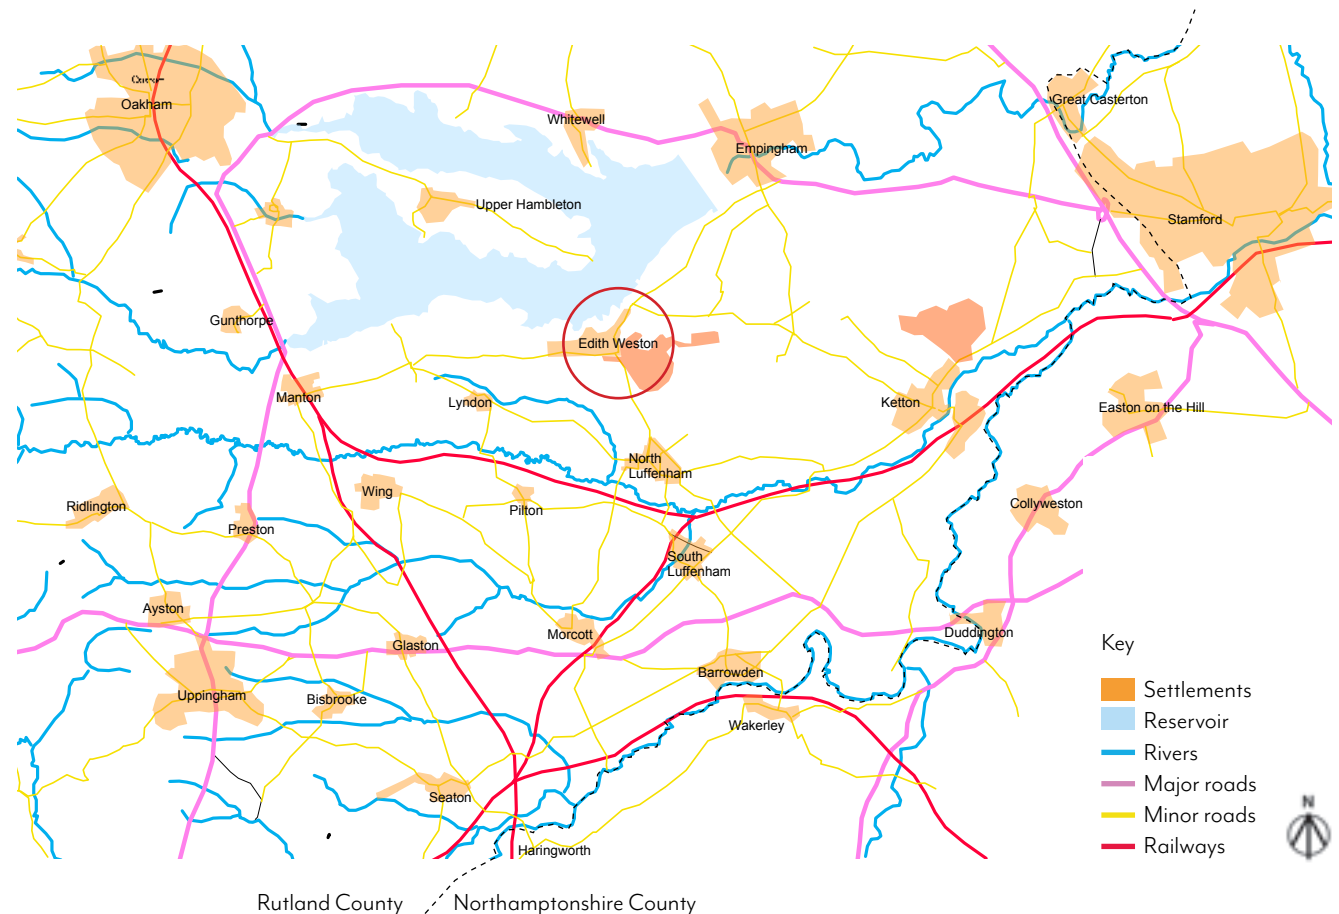 Oakham
Great Casterton
Whitewell
Empingham
Upper Hambleton
Stamford
Gunthorpe
Edith Weston
Manton
Lyndon
Ketton
Easton on the Hill
North
Luffenham
Wing
Ridlington
Pilton
Collyweston
Preston
South
Luffenham
Ayston
Morcott
Duddington
Glaston
Barrowden
Uppingham
Bisbrooke
Wakerley
Seaton
Haringworth
Key
Settlements
Reservoir
Rivers
Major roads
Minor roads
Railways
N
Rutland County
Northamptonshire County